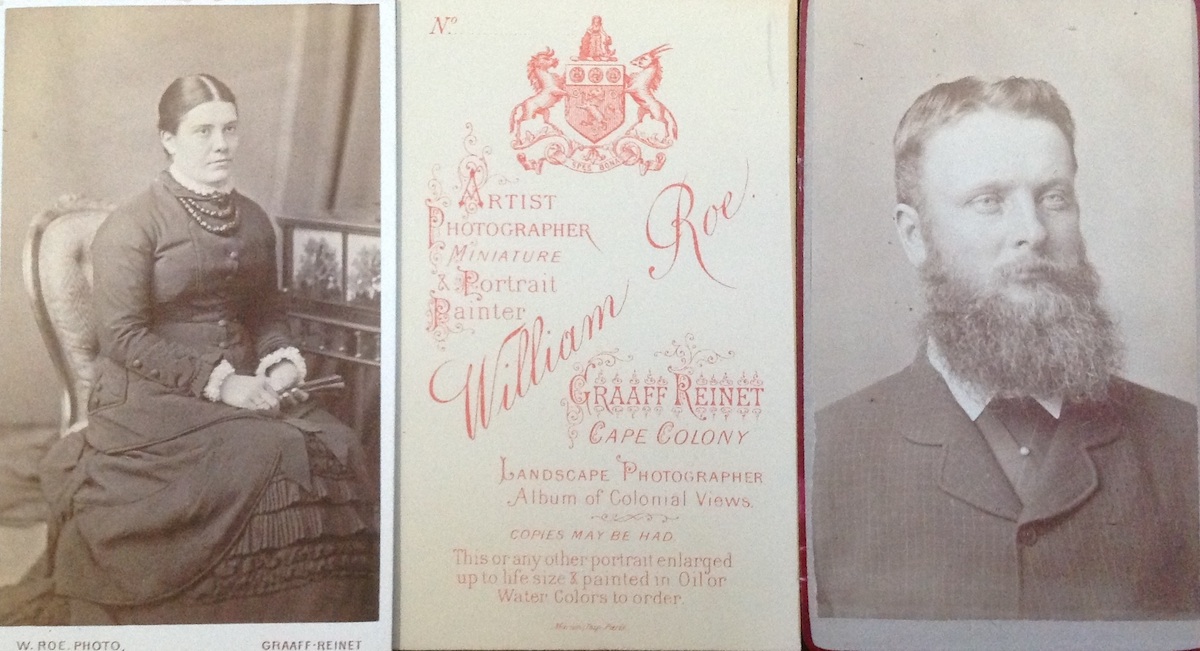 W. ROE. PHOTO, GRAAFF-REINET
Nº
SPES BONA
ARTIST
PHOTOGRAPHER
MINIATURE
& Portrait
Painter
William Roe.
GRAAFF REINET
CAPE COLONY
LANDSCAPE PHOTOGRAPHER
Album of Colonial Views.
COPIES MAY BE HAD
This or any other portrait enlarged
up to life size & painted in Oil or
Water Colors to order.